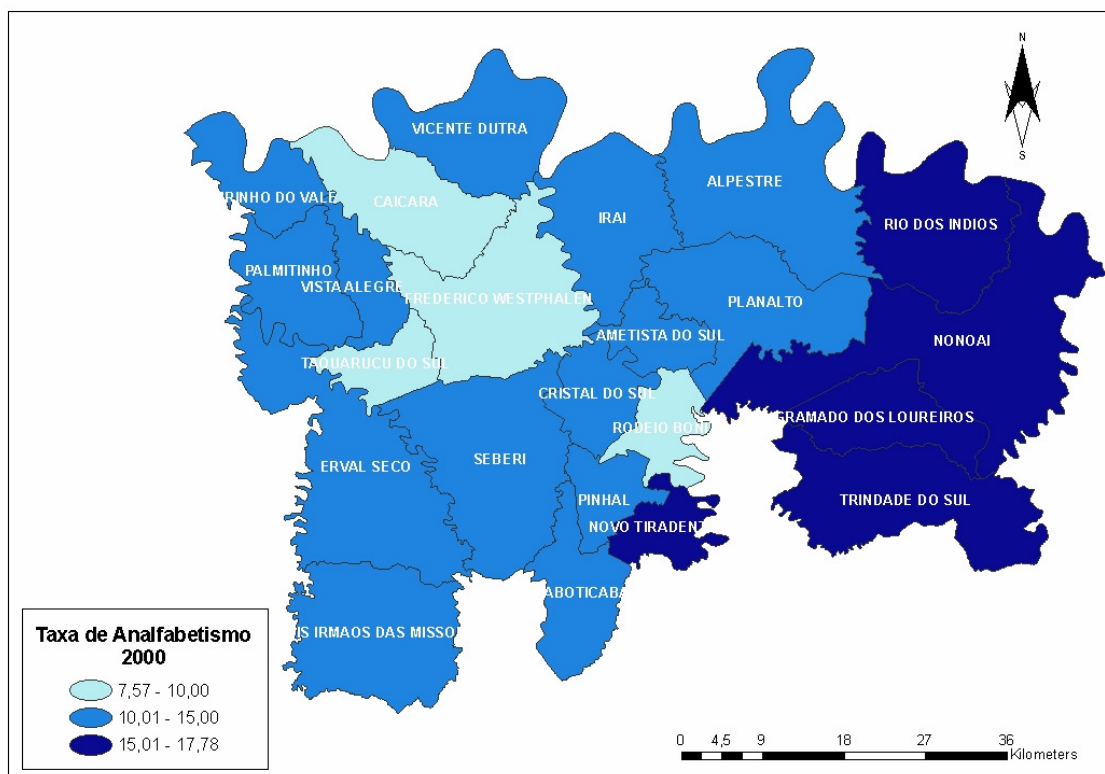 N
S
VICENTE DUTRA
ALPESTRE
RINHO DO VALE
CAICARA
IRAI
RIO DOS INDIOS
PALMITINHO
VISTA ALEGRE
FREDERICO WESTPHALEN
PLANALTO
AMETISTA DO SUL
NONOAI
TAQUARUCU DO SUL
CRISTAL DO SUL
GRAMADO DOS LOUREIROS
RODEIO BONI
SEBERI
ERVAL SECO
PINHAL
TRINDADE DO SUL
NOVO TIRADENT
ABOTICABA
IS IRMAOS DAS MISSO
Taxa de Analfabetismo
2000
7,57 - 10,00
10,01 - 15,00
15,01 - 17,78
0 4,5 9 18 27 36
Kilometers